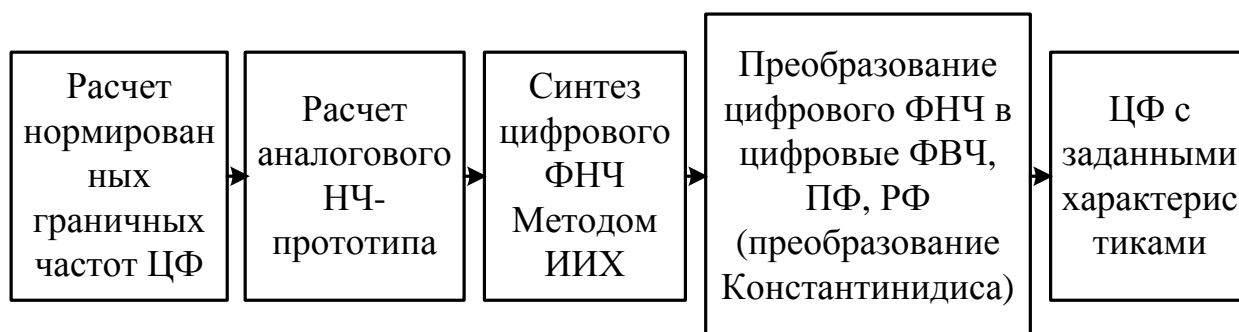 Расчет
нормирован
ных
граничных
частот ЦФ
Расчет
аналогового
НЧ-
прототипа
Синтез
цифрового
ФНЧ
Методом
ИИХ
Преобразование
цифрового ФНЧ в
цифровые ФВЧ,
ПФ, РФ
(преобразование
Константинидиса)
ЦФ с
заданными
характерис
тиками